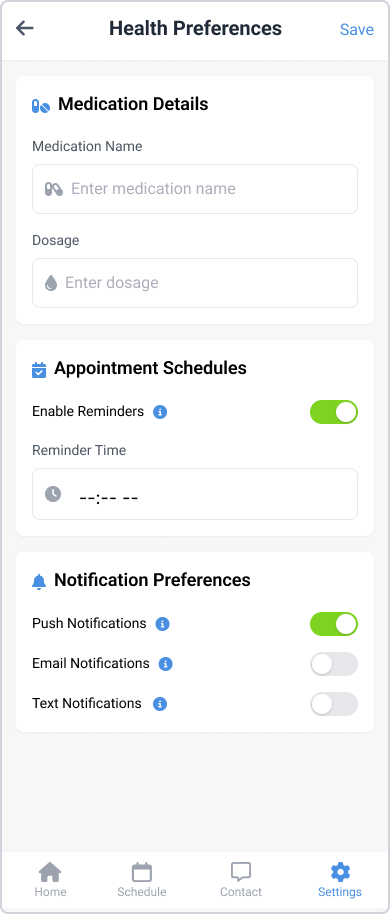 Health Preferences Save
Medication Details
Medication Name
Enter medication name
Dosage
Enter dosage
Appointment Schedules
Enable Reminders
Reminder Time
--:-- --
Notification Preferences
Push Notifications
Email Notifications
Text Notifications
Home Schedule Contact Settings